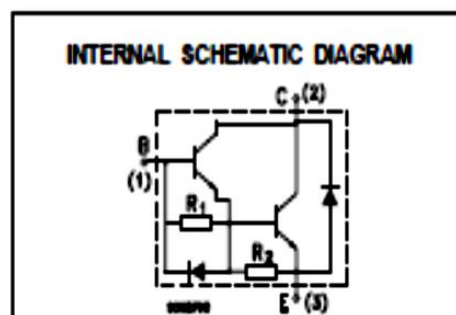 INTERNAL SCHEMATIC DIAGRAM
C (2)
B
(1)
R1
R2
E (3)